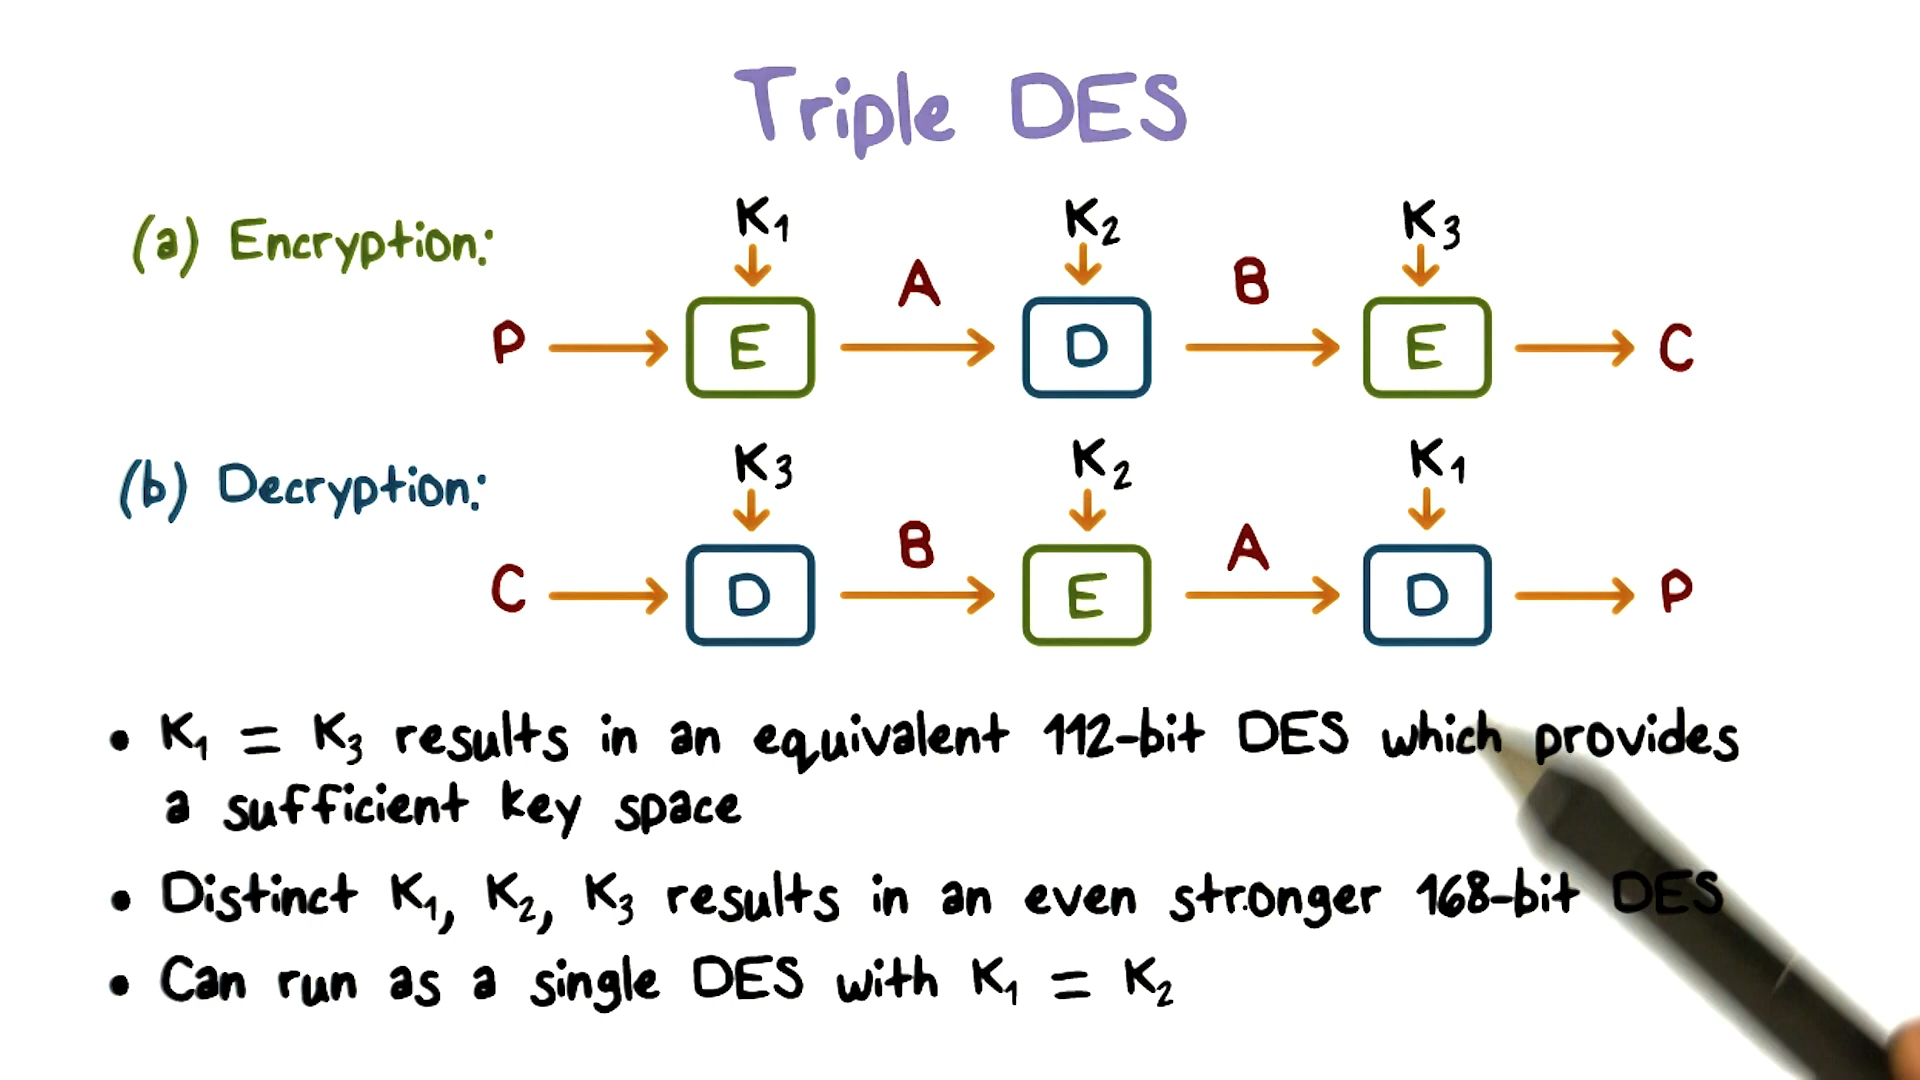 Triple DES
(a) Encryption:
K1 K2 K3
P E A D B E C
(b) Decryption:
K3 K2 K1
C D B E A D P
• K1 = K3 results in an equivalent 112-bit DES which provides
a sufficient key space
• Distinct K1, K2, K3 results in an even stronger 168-bit DES
• Can run as a single DES with K1 = K2